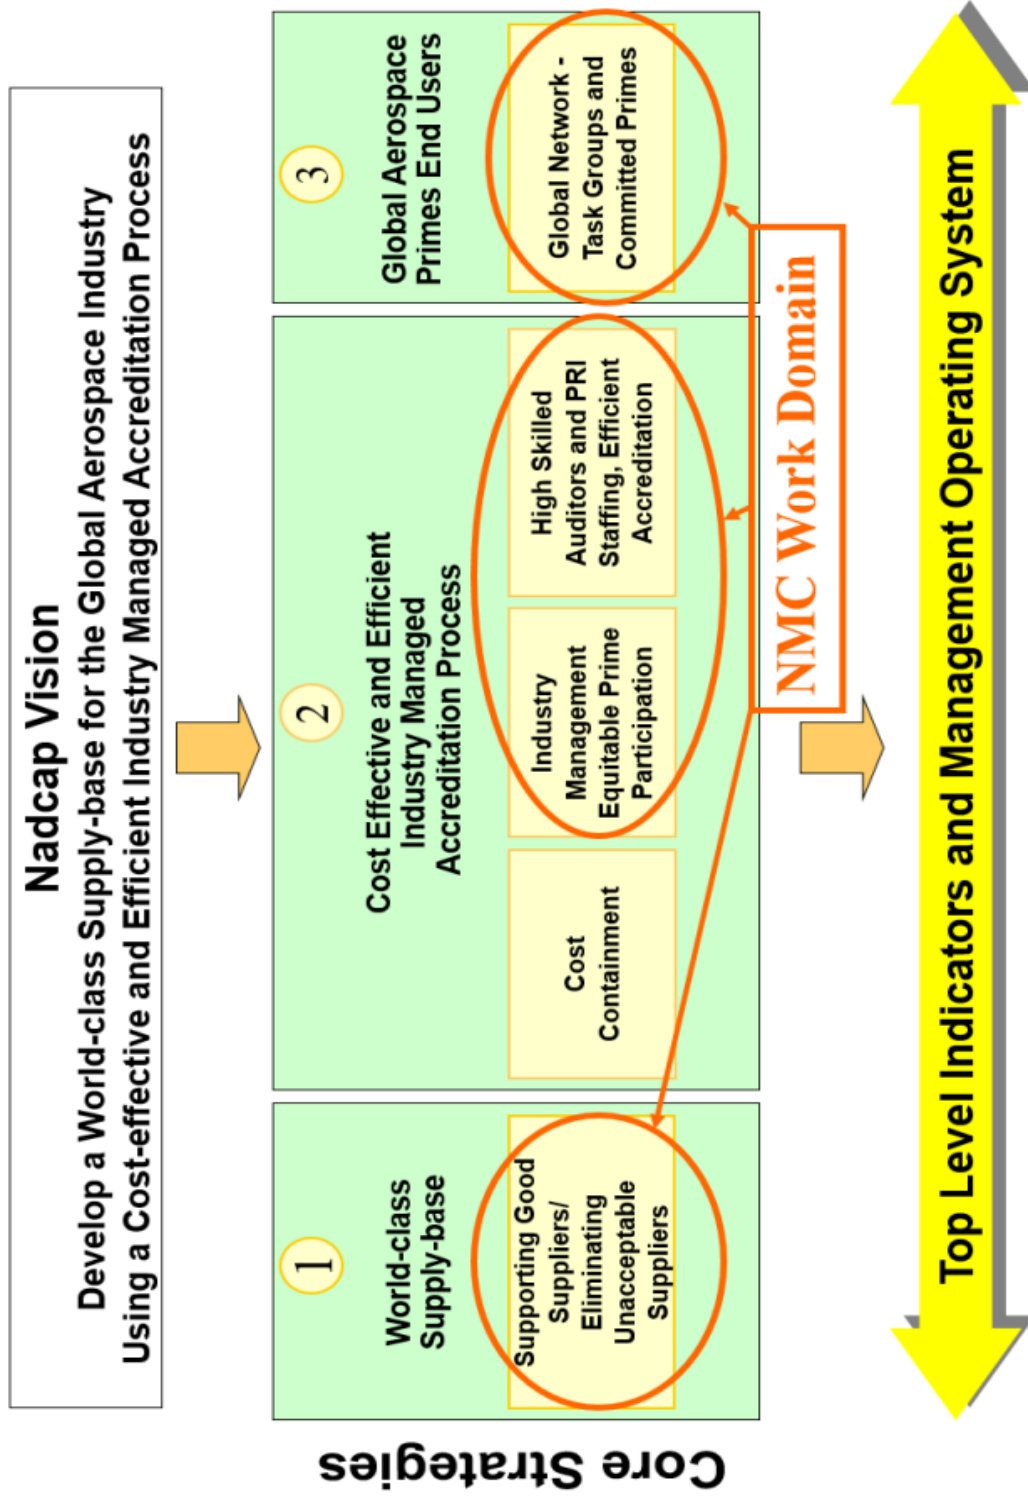 Nadcap Vision
Develop a World-class Supply-base for the Global Aerospace Industry
Using a Cost-effective and Efficient Industry Managed Accreditation Process
Core Strategies
1
World-class
Supply-base
Supporting Good
Suppliers/
Eliminating
Unacceptable
Suppliers
2
Cost Effective and Efficient
Industry Managed
Accreditation Process
Cost
Containment
Industry
Management
Equitable Prime
Participation
High Skilled
Auditors and PRI
Staffing, Efficient
Accreditation
3
Global Aerospace
Primes End Users
Global Network -
Task Groups and
Committed Primes
NMC Work Domain
Top Level Indicators and Management Operating System